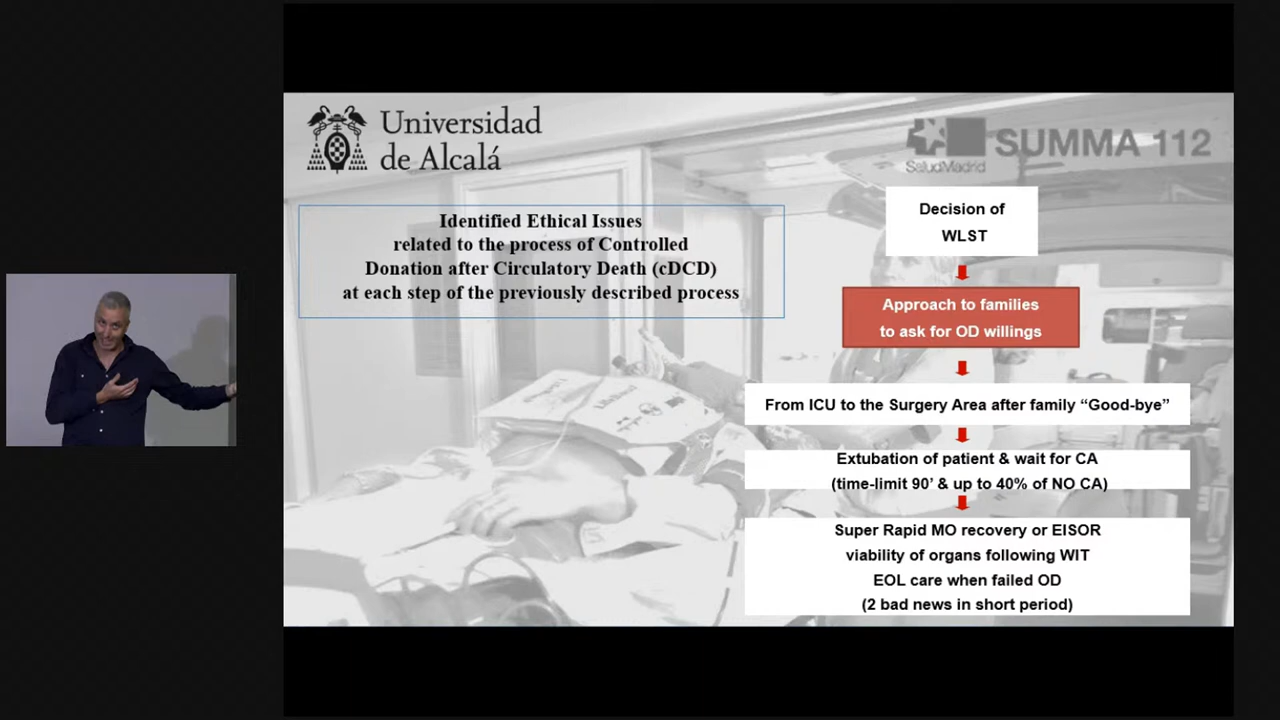 Universidad
de Alcalá
SaludMadrid
SUMMA 112
Identified Ethical Issues
related to the process of Controlled
Donation after Circulatory Death (cDCD)
at each step of the previously described process
Decision of
WLST
Approach to families
to ask for OD willings
From ICU to the Surgery Area after family “Good-bye”
Extubation of patient & wait for CA
(time-limit 90’ & up to 40% of NO CA)
Super Rapid MO recovery or EISOR
viability of organs following WIT
EOL care when failed OD
(2 bad news in short period)